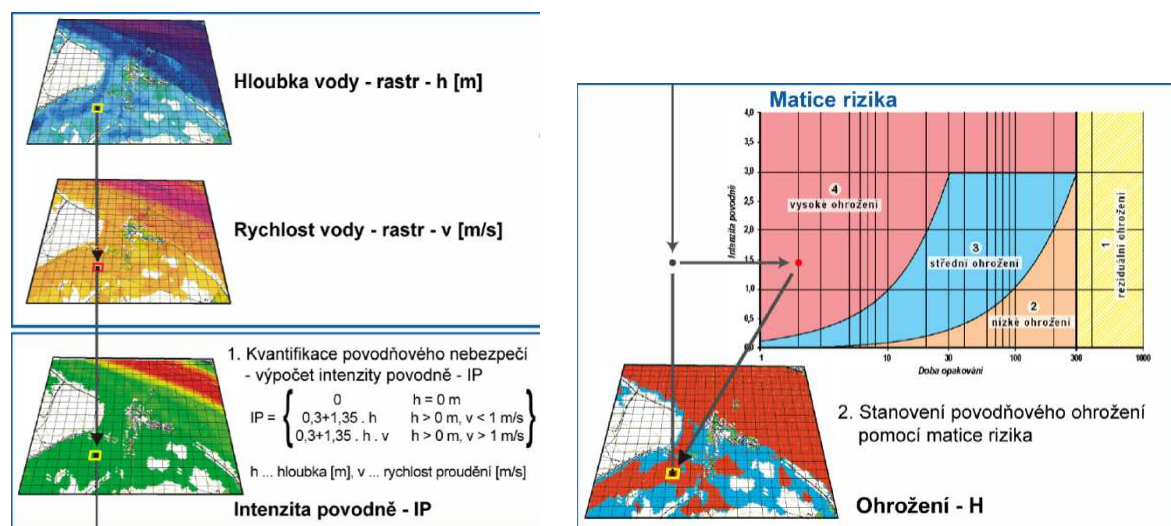 Hloubka vody - rastr - h [m]
Rychlost vody - rastr - v [m/s]
1. Kvantifikace povodňového nebezpečí
- výpočet intenzity povodně - IP
IP =
0 h = 0 m
0,3+1,35 . h h > 0 m, v < 1 m/s
0,3+1,35 . h . v h > 0 m, v > 1 m/s
h ... hloubka [m], v ... rychlost proudění [m/s]
Intenzita povodně - IP
Matice rizika
4,0
3,5
3,0
2,5
2,0
1,5
1,0
0,5
0,0
Intenzita povodně
4
vysoké ohrožení
3
střední ohrožení
2
nízké ohrožení
1
reziduální ohrožení
1 10 30 100 300 1000
Doba opakování
2. Stanovení povodňového ohrožení
pomocí matice rizika
Ohrožení - H